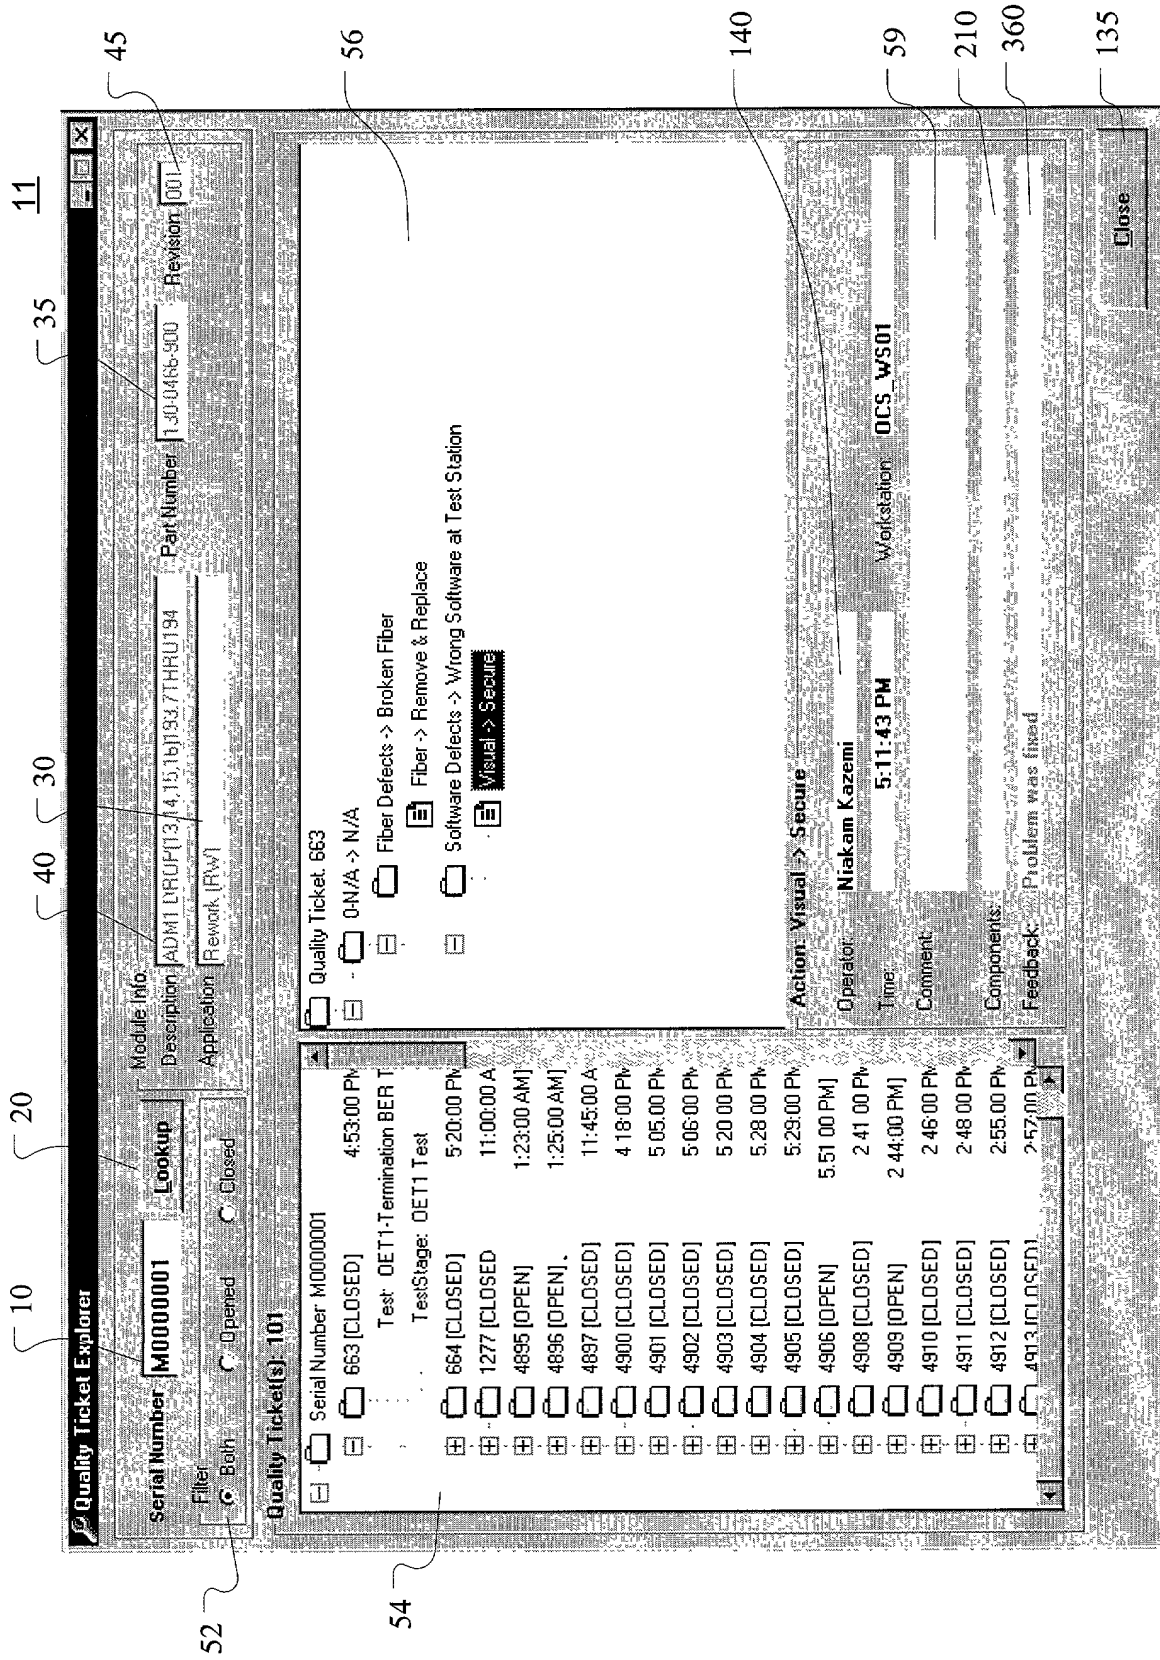 11
Quality Ticket Explorer
10
20
40
30
35
45
Serial Number M0000001 Lookup
Filter
Both Opened Closed
52
Module Info:
Description
Part Number 130-0466-900 Revision 001
Application Rework [RW]
Quality Ticket(s): 101
54
Serial Number M0000001
663 [CLOSED] 4:53:00 PM
Test OET1-Termination BER T
TestStage: OET1 Test
664 [CLOSED] 5:20:00 PM
1277 [CLOSED 11:00:00 A
4895 [OPEN] 1:23:00 AM]
4896 [OPEN] 1:25:00 AM]
4897 [CLOSED] 11:45:00 A
4900 [CLOSED] 4 18:00 PM
4901 [CLOSED] 5 05.00 PM
4902 [CLOSED] 5:06:00 PM
4903 [CLOSED] 5 20 00 PM
4904 [CLOSED] 5.28 00 PM
4905 [CLOSED] 5:29:00 PM
4906 [OPEN] 5.51 00 PM]
4908 [CLOSED] 2 41 00 PM
4909 [OPEN] 2 44:00 PM]
4910 [CLOSED] 2 46:00 PM
4911 [CLOSED] 2 48 00 PM
4912 [CLOSED] 2:55.00 PM
4913 [CLOSED] 2:57:00 PM
Quality Ticket. 663
0-N/A -> N/A
Fiber Defects -> Broken Fiber
Fiber -> Remove & Replace
Software Defects -> Wrong Software at Test Station
Visual -> Secure
56
Action: Visual -> Secure
140
Operator: Niakam Kazemi
Time: 5:11:43 PM Workstation: OCS_WS01
Comment:
59
Components:
210
Feedback: Problem was fixed
360
Close
135